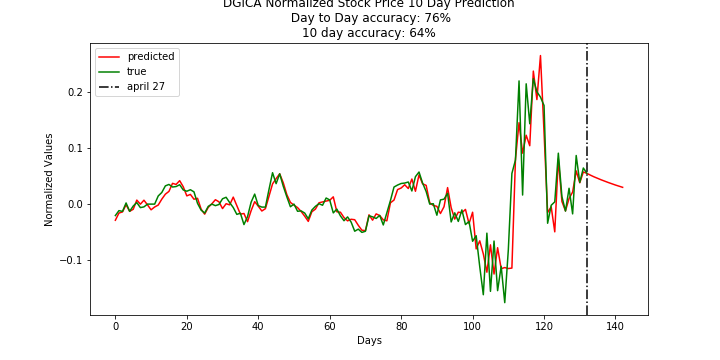 DGICA Normalized Stock Price 10 Day Prediction
Day to Day accuracy: 76%
10 day accuracy: 64%
predicted
true
april 27
Normalized Values
0.2
0.1
0.0
−0.1
0
20
40
60
80
100
120
140
Days